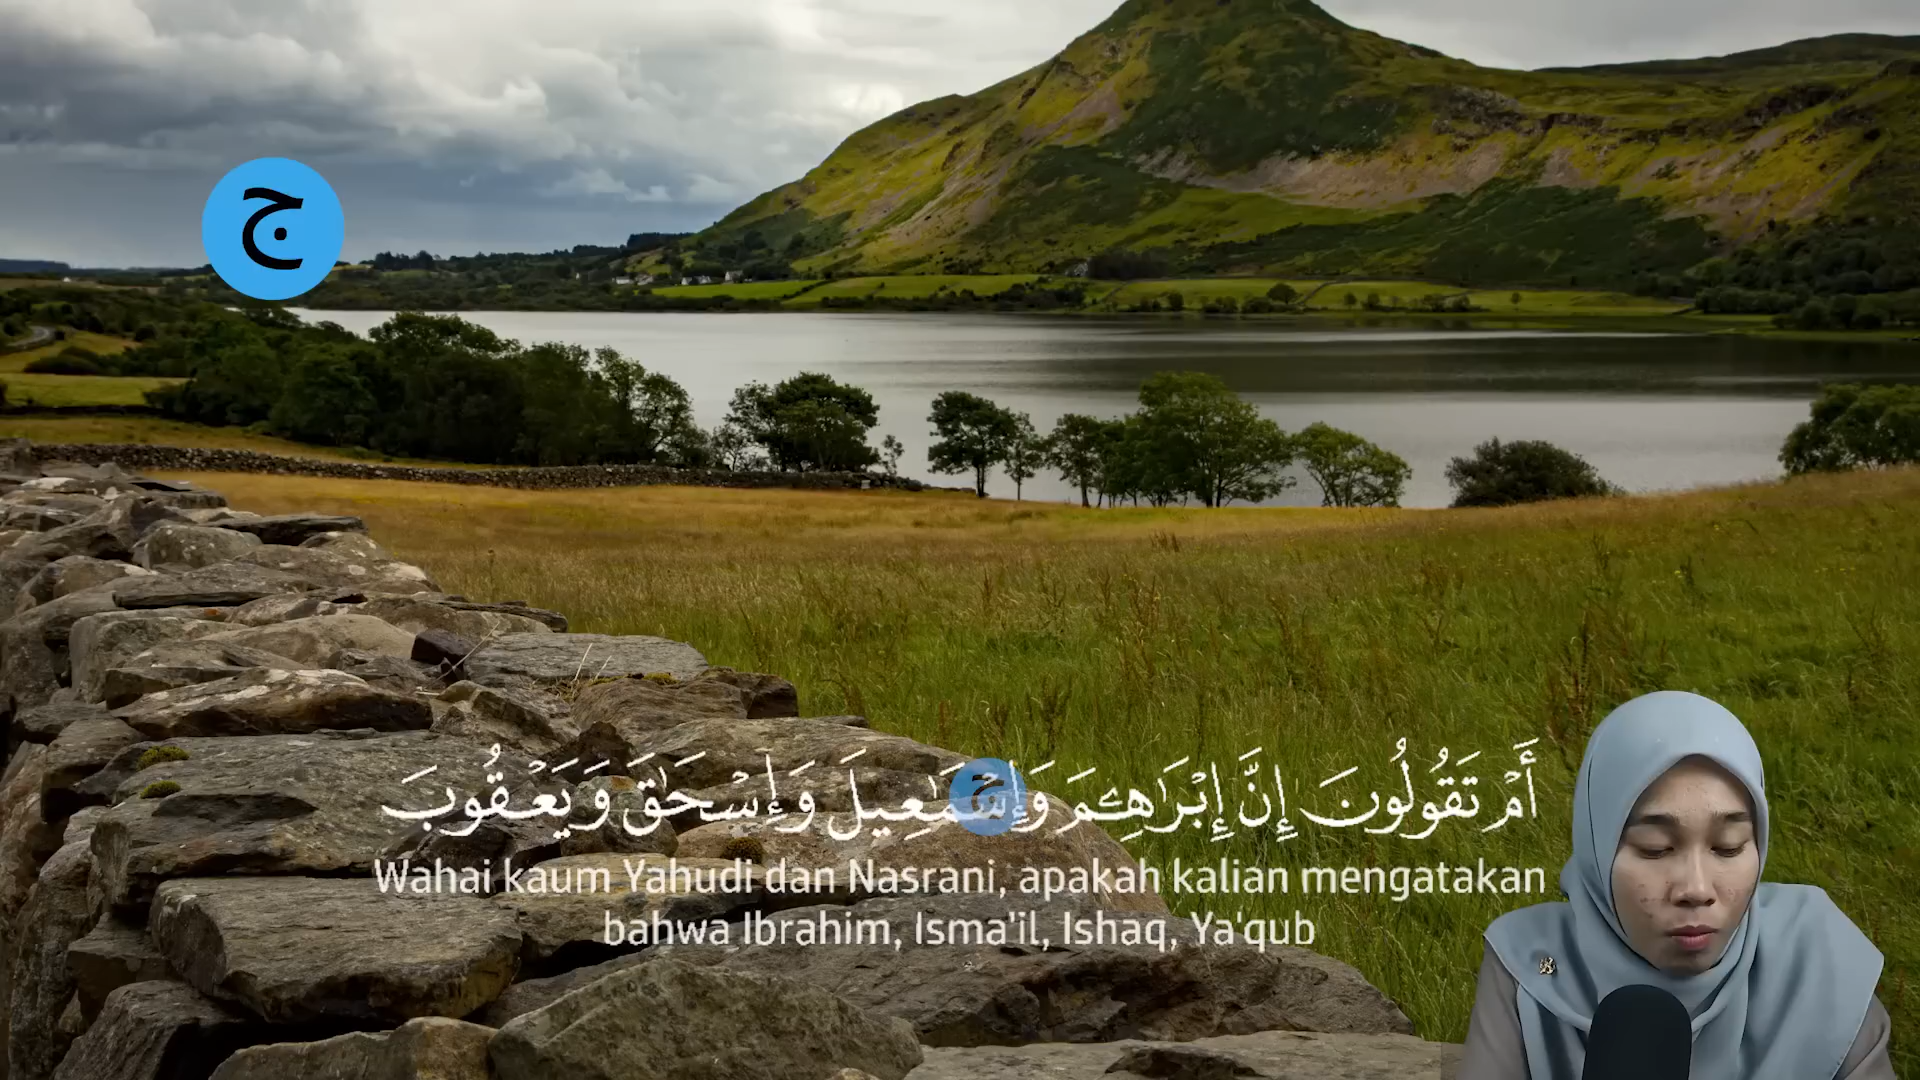 ج
أَمْ تَقُولُونَ إِنَّ إِبْرَٰهِـۧمَ وَإِسْمَٰعِيلَ وَإِسْحَٰقَ وَيَعْقُوبَ
ج
Wahai kaum Yahudi dan Nasrani, apakah kalian mengatakan
bahwa Ibrahim, Isma'il, Ishaq, Ya'qub